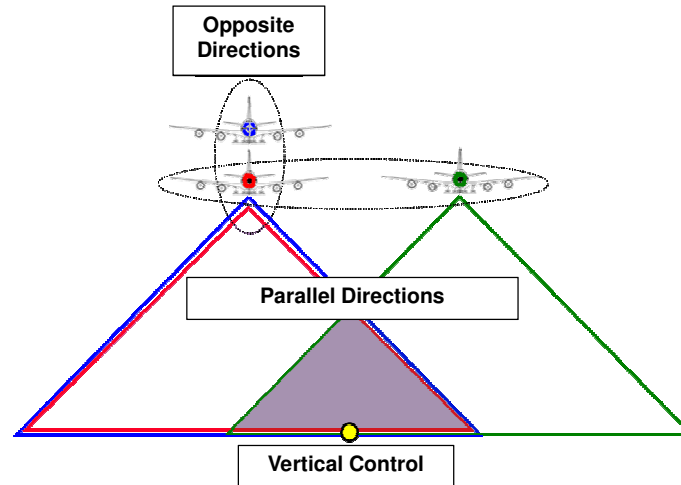 Opposite
Directions
Parallel Directions
Vertical Control